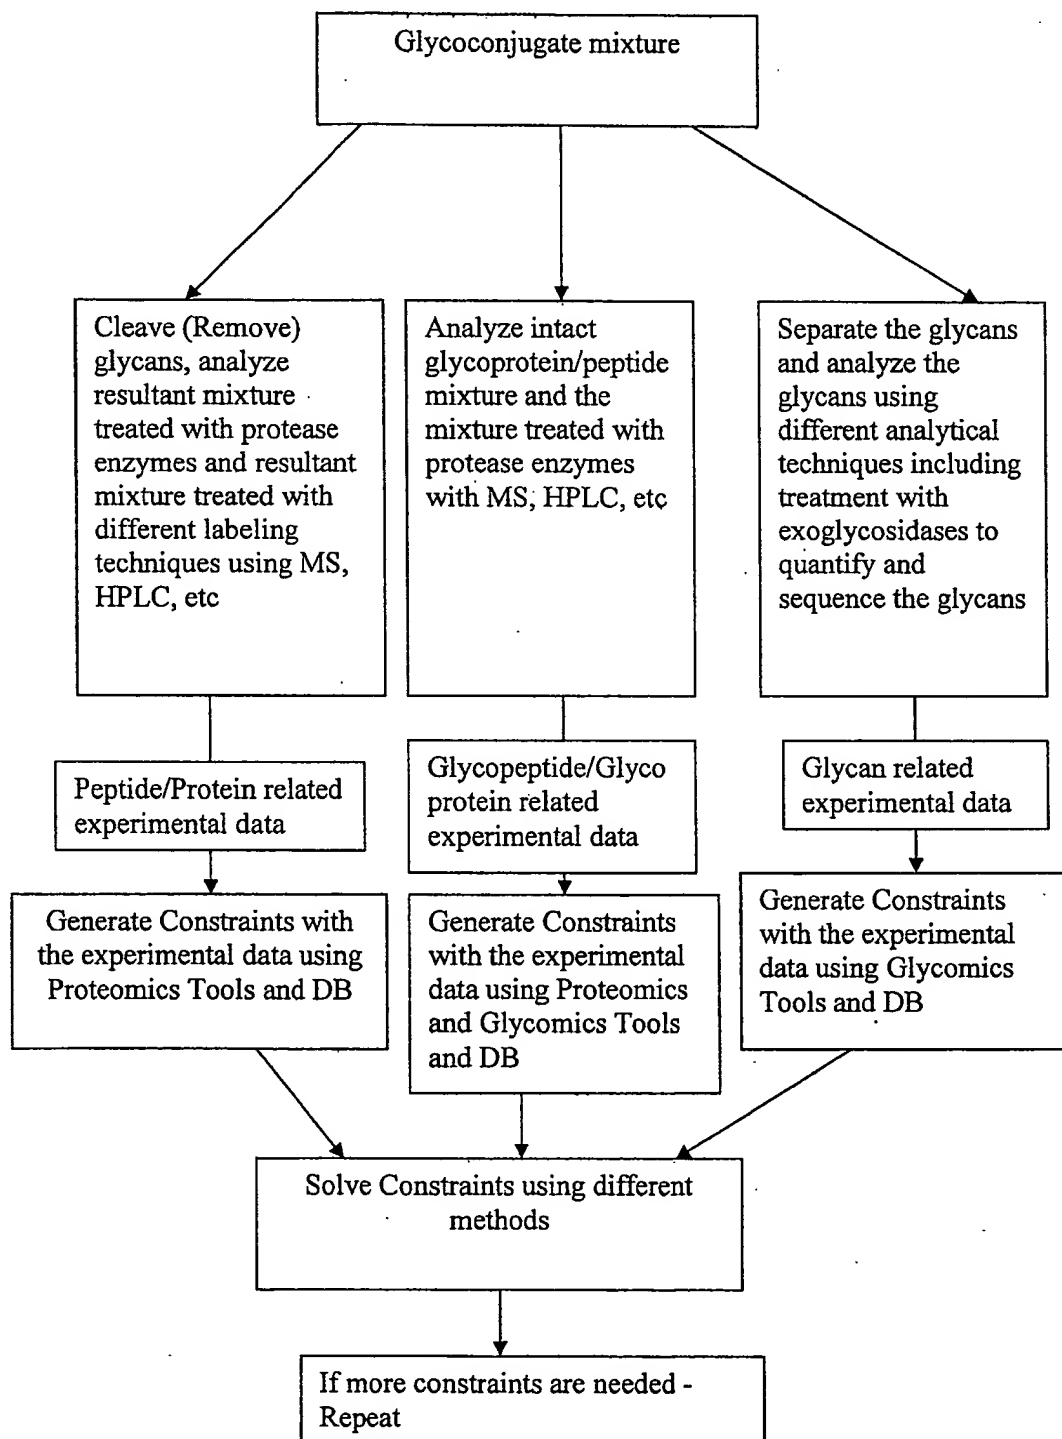 Glycoconjugate mixture
Cleave (Remove)
glycans, analyze
resultant mixture
treated with protease
enzymes and resultant
mixture treated with
different labeling
techniques using MS,
HPLC, etc
Analyze intact
glycoprotein/peptide
mixture and the
mixture treated with
protease enzymes
with MS, HPLC, etc
Separate the glycans
and analyze the
glycans using
different analytical
techniques including
treatment with
exoglycosidases to
quantify and
sequence the glycans
Peptide/Protein related
experimental data
Glycopeptide/Glyco
protein related
experimental data
Glycan related
experimental data
Generate Constraints with
the experimental data using
Proteomics Tools and DB
Generate Constraints
with the experimental
data using Proteomics
and Glycomics Tools
and DB
Generate Constraints
with the experimental
data using Glycomics
Tools and DB
Solve Constraints using different
methods
If more constraints are needed -
Repeat